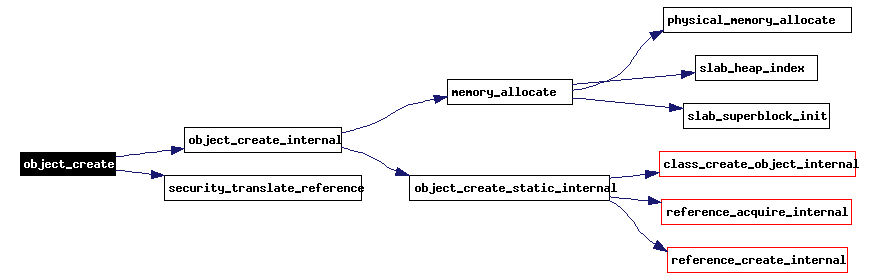 physical_memory_allocate
slab_heap_index
memory_allocate
slab_superblock_init
object_create_internal
object_create
class_create_object_internal
security_translate_reference
object_create_static_internal
reference_acquire_internal
reference_create_internal